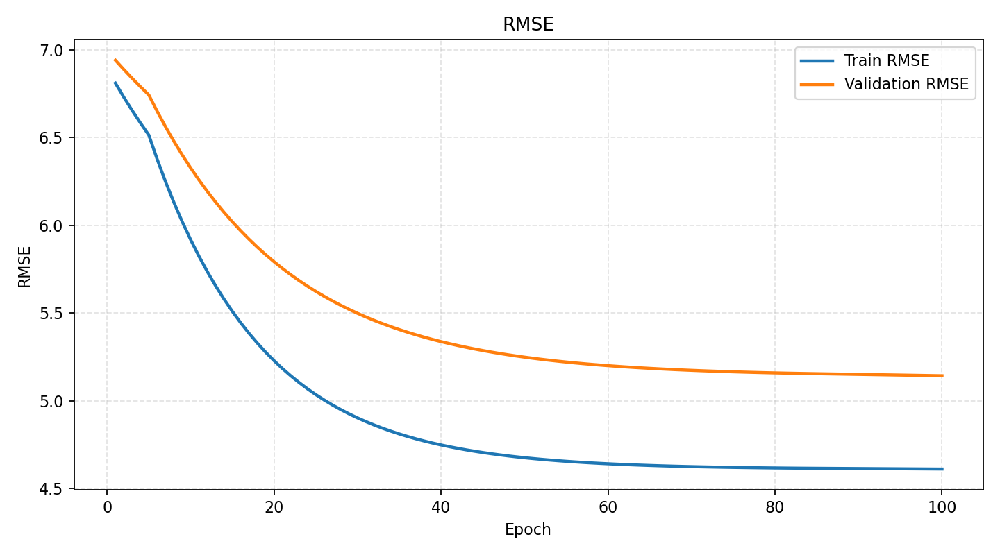 RMSE
7.0
6.5
6.0
5.5
5.0
4.5
RMSE
Train RMSE
Validation RMSE
0 20 40 60 80 100
Epoch